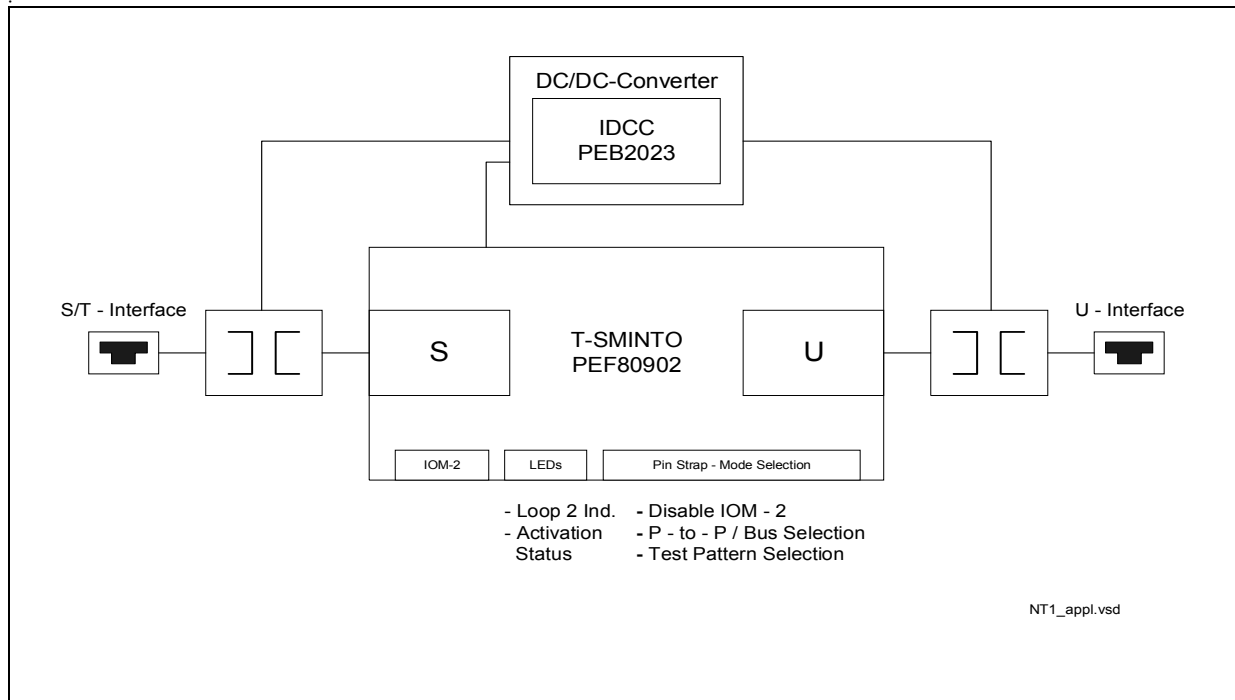 DC/DC-Converter
IDCC
PEB2023
S/T - Interface
U - Interface
S
T-SMINTO
PEF80902
U
IOM-2
LEDs
Pin Strap - Mode Selection
- Loop 2 Ind.
- Activation
Status
- Disable IOM - 2
- P - to - P / Bus Selection
- Test Pattern Selection
NT1_appl.vsd